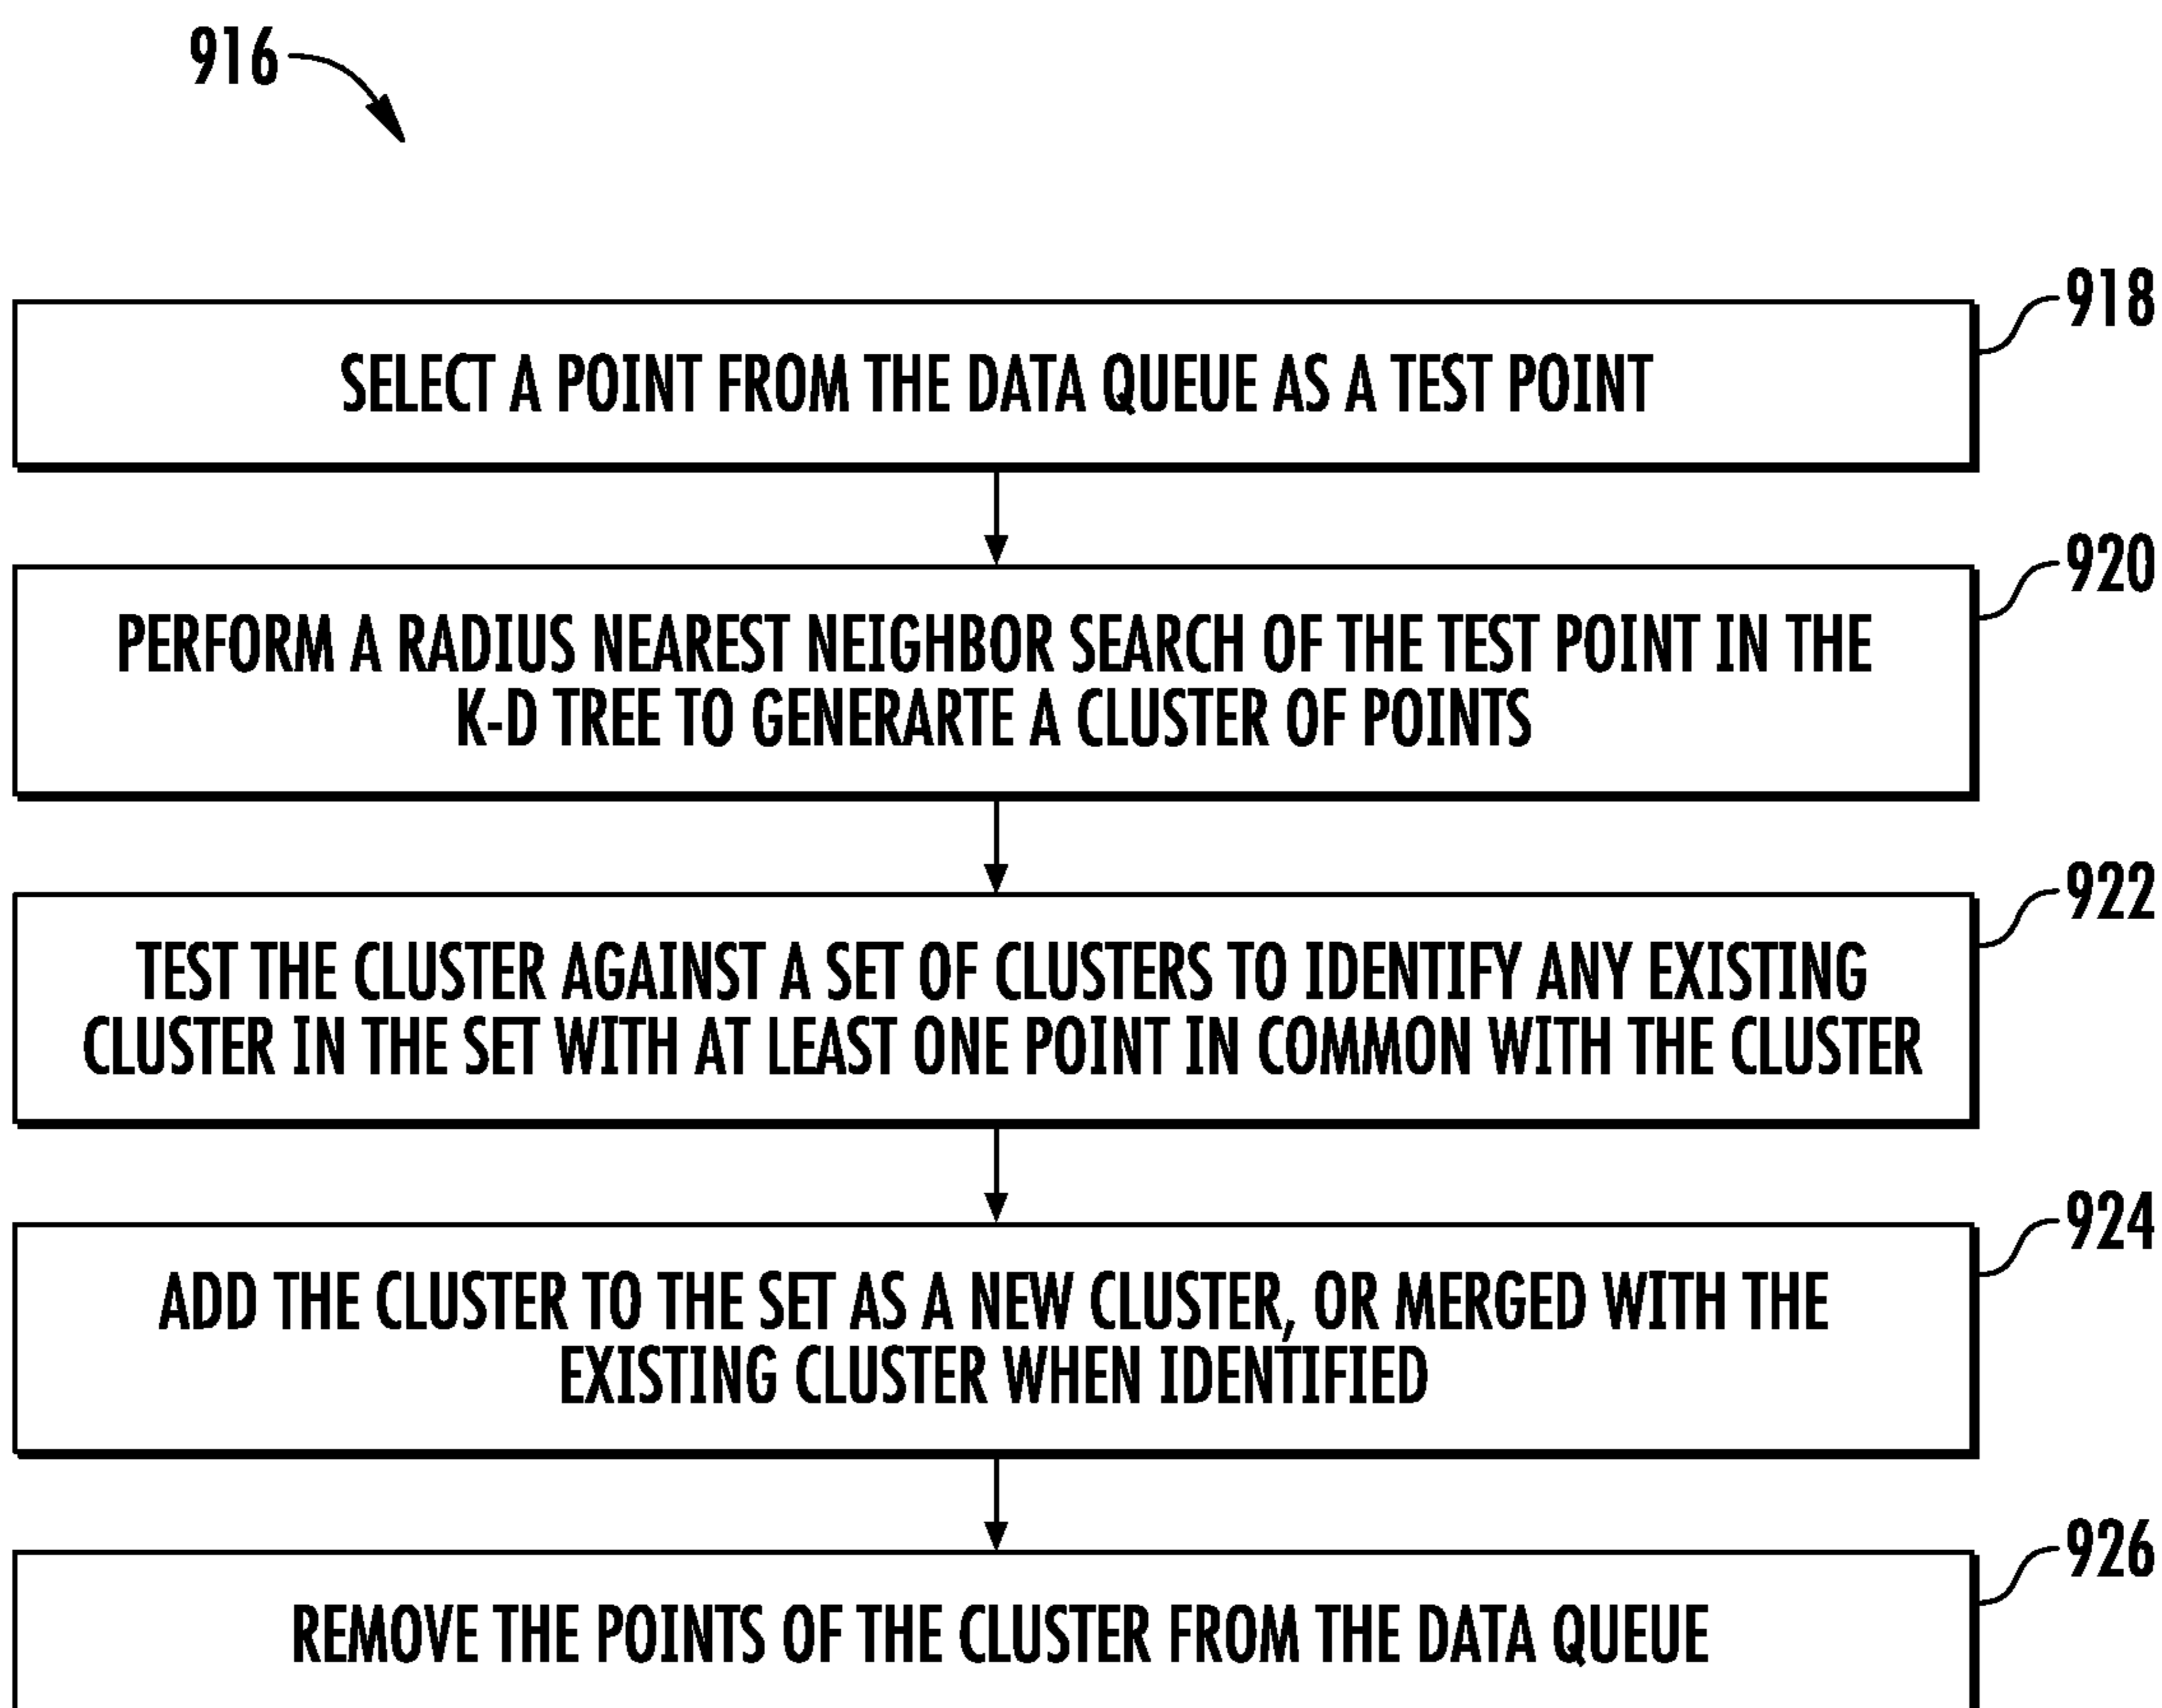 916
918
SELECT A POINT FROM THE DATA QUEUE AS A TEST POINT
920
PERFORM A RADIUS NEAREST NEIGHBOR SEARCH OF THE TEST POINT IN THE
K-D TREE TO GENERARTE A CLUSTER OF POINTS
922
TEST THE CLUSTER AGAINST A SET OF CLUSTERS TO IDENTIFY ANY EXISTING
CLUSTER IN THE SET WITH AT LEAST ONE POINT IN COMMON WITH THE CLUSTER
924
ADD THE CLUSTER TO THE SET AS A NEW CLUSTER, OR MERGED WITH THE
EXISTING CLUSTER WHEN IDENTIFIED
926
REMOVE THE POINTS OF THE CLUSTER FROM THE DATA QUEUE